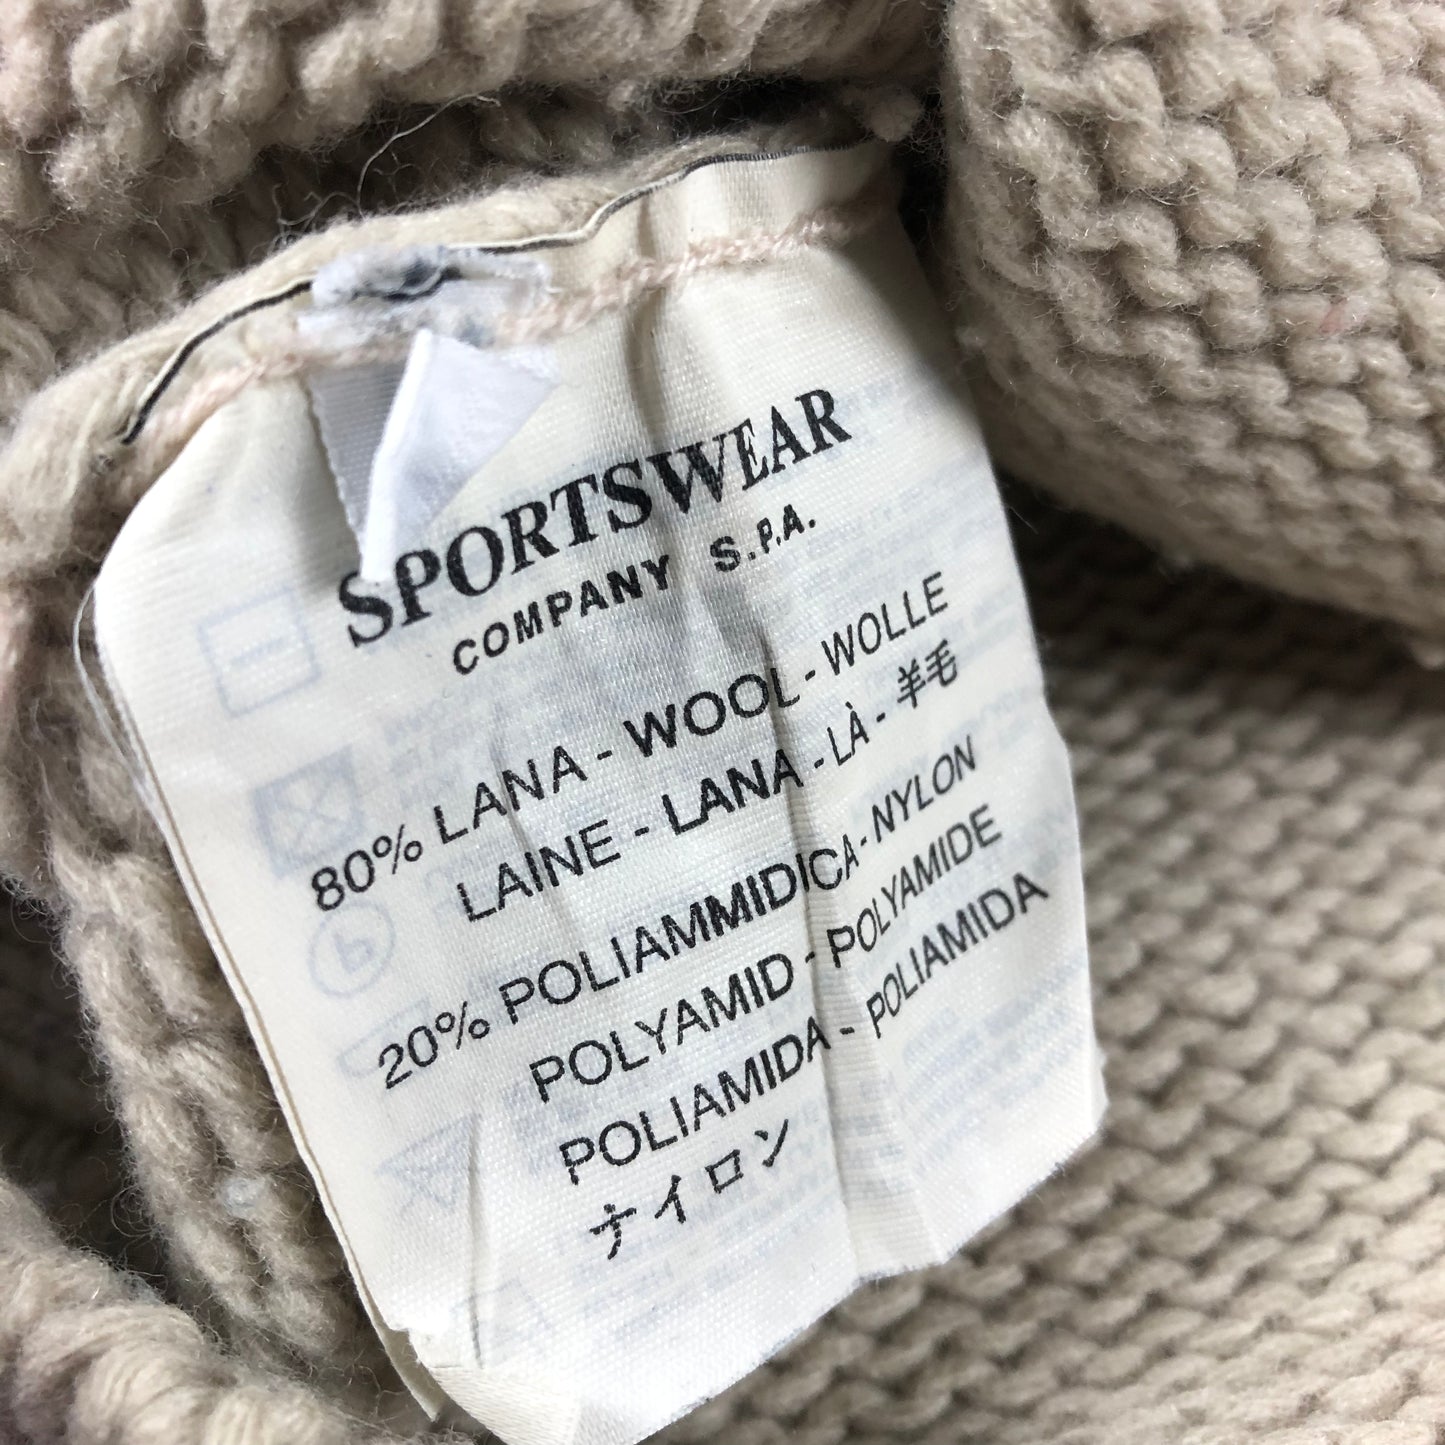 SPORTSWEAR
COMPANY S.P.A.
80% LANA - WOOL - WOLLE
LAINE - LANA - LÀ - 羊毛
20% POLIAMMIDICA - NYLON
POLYAMID - POLYAMIDE
POLIAMIDA - POLIAMIDA
ナイロン